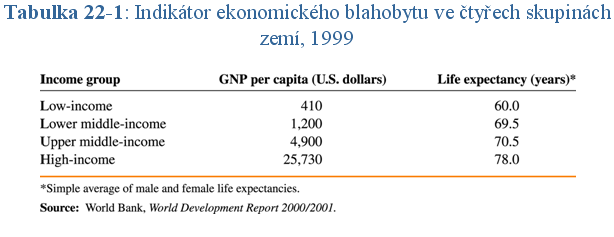 Tabulka 22-1: Indikátor ekonomického blahobytu ve čtyřech skupinách
zemí, 1999
Income group GNP per capita (U.S. dollars) Life expectancy (years)*
Low-income 410 60.0
Lower middle-income 1,200 69.5
Upper middle-income 4,900 70.5
High-income 25,730 78.0
*Simple average of male and female life expectancies.
Source: World Bank, World Development Report 2000/2001.